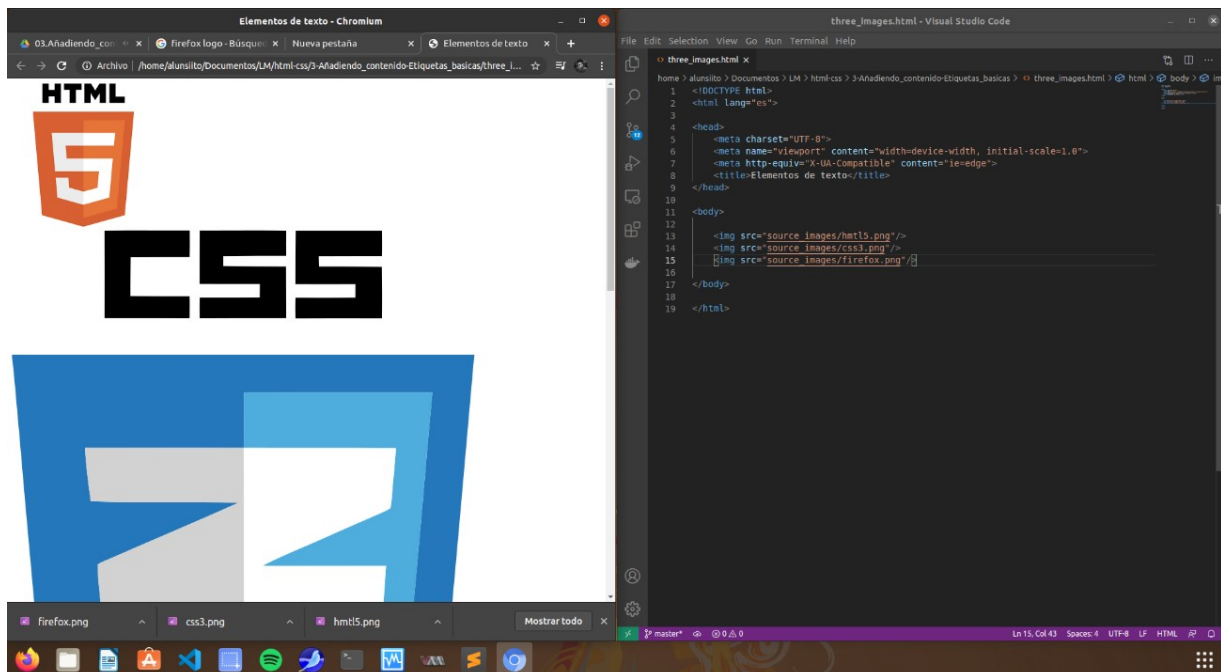 Elementos de texto - Chromium
03.Añadiendo_con
firefox logo - Búsque
Nueva pestaña
Elementos de texto
Archivo | /home/alunsiito/Documentos/LM/html-css/3-Añadiendo_contenido-Etiquetas_basicas/three_i...
HTML
5
CSS
3
firefox.png
css3.png
hmtl5.png
Mostrar todo
three_images.html - Visual Studio Code
File Edit Selection View Go Run Terminal Help
three_images.html
home > alunsiito > Documentos > LM > html-css > 3-Añadiendo_contenido-Etiquetas_basicas > three_images.html > html > body > im
1 <!DOCTYPE html>
2 <html lang="es">
3
4 <head>
5 <meta charset="UTF-8">
6 <meta name="viewport" content="width=device-width, initial-scale=1.0">
7 <meta http-equiv="X-UA-Compatible" content="ie=edge">
8 <title>Elementos de texto</title>
9 </head>
10
11 <body>
12
13 <img src="source_images/hmtl5.png"/>
14 <img src="source_images/css3.png"/>
15 <img src="source_images/firefox.png"/>
16
17 </body>
18
19 </html>
master* 0 0 Ln 15, Col 43 Spaces: 4 UTF-8 LF HTML